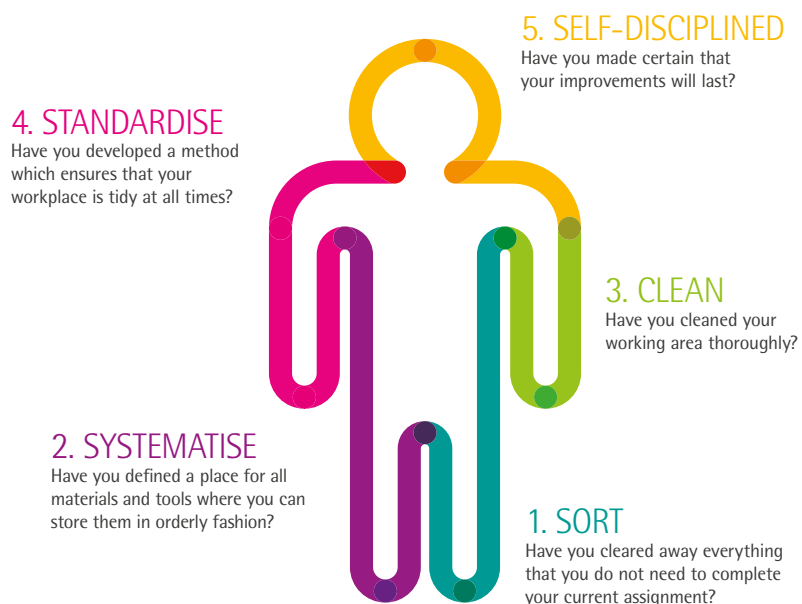 5. SELF-DISCIPLINED
Have you made certain that
your improvements will last?
4. STANDARDISE
Have you developed a method
which ensures that your
workplace is tidy at all times?
3. CLEAN
Have you cleaned your
working area thoroughly?
2. SYSTEMATISE
Have you defined a place for all
materials and tools where you can
store them in orderly fashion?
1. SORT
Have you cleared away everything
that you do not need to complete
your current assignment?